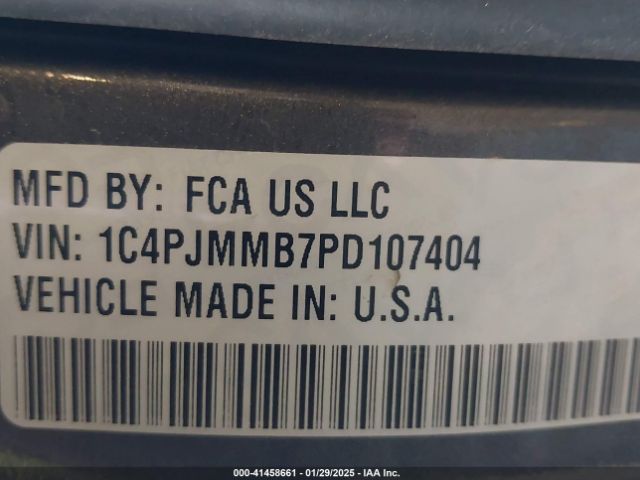 MFD BY: FCA US LLC
VIN: 1C4PJMMB7PD107404
VEHICLE MADE IN: U.S.A.
000-41458661 - 01/29/2025 - IAA Inc.